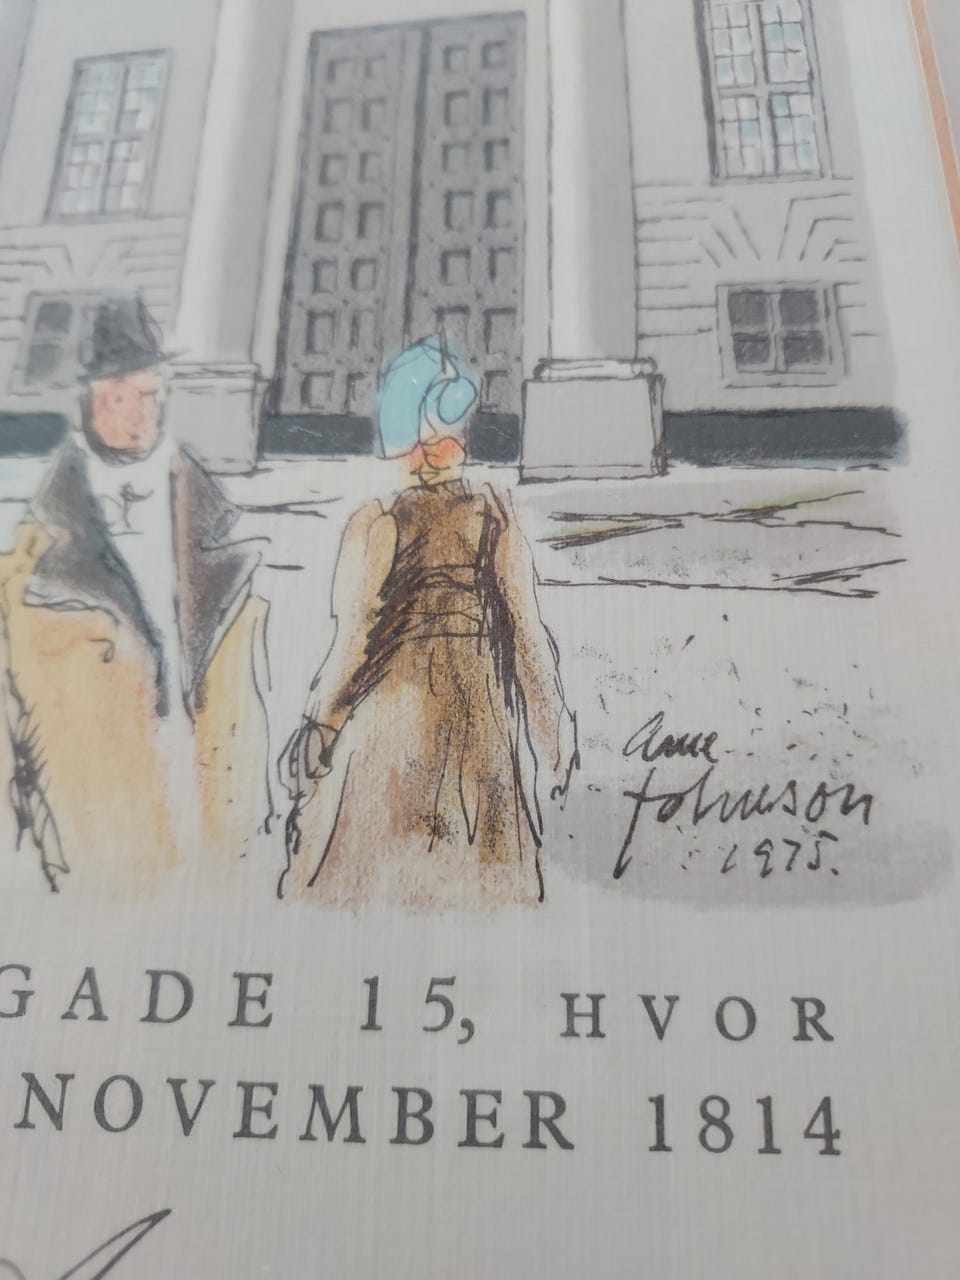 Arne
Johnson
1975.
GADE 15, HVOR
NOVEMBER 1814